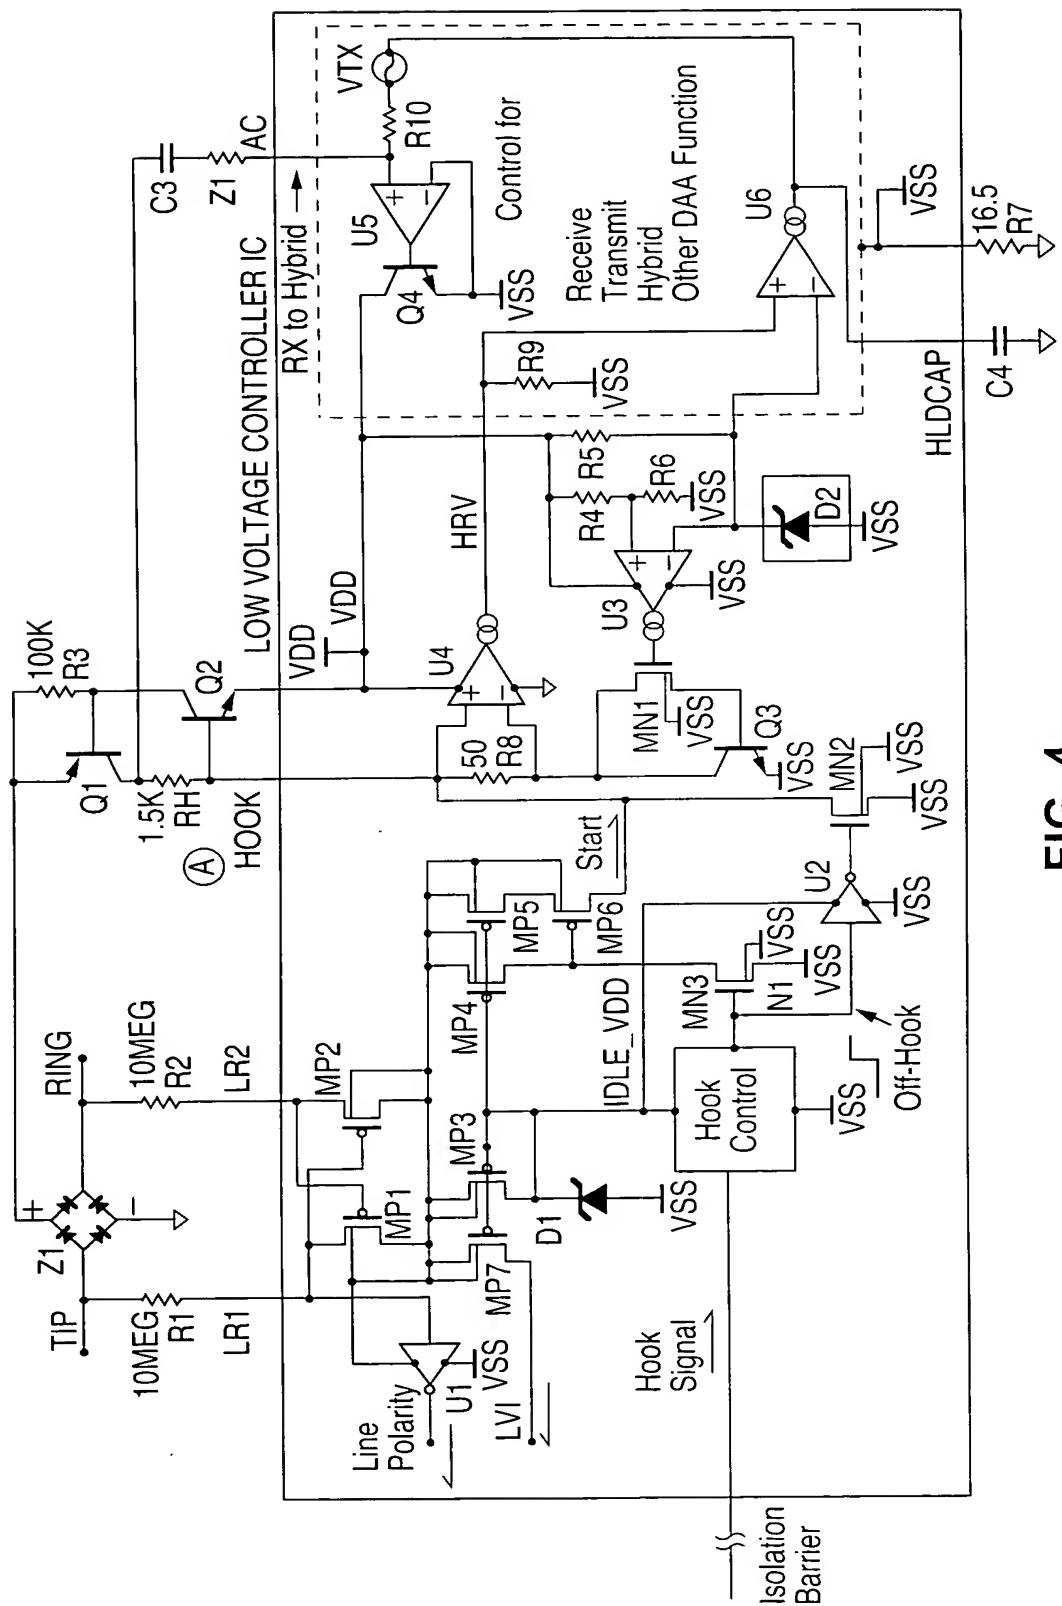 TIP
Z1
+
−
RING
10MEG
R1
10MEG
R2
LR1
LR2
Q1
100K
R3
1.5K
RH
A
HOOK
Q2
C3
Z1
AC
LOW VOLTAGE CONTROLLER IC
RX to Hybrid
VTX
R10
U5
+
−
Q4
VSS
Control for
Receive
Transmit
Hybrid
Other DAA Function
VDD
VDD
U4
+
−
HRV
R9
VSS
U6
+
−
50
R8
MN1
VSS
U3
+
−
VSS
R4
R5
R6
VSS
D2
VSS
Q3
VSS
MN2
VSS
VSS
Start
MP2
MP1
MP3
MP4
MP5
MP6
MP7
Line
Polarity
U1
VSS
LVI
D1
VSS
IDLE_VDD
Hook
Control
VSS
MN3
N1
VSS
VSS
U2
VSS
Off-Hook
Hook
Signal
Isolation
Barrier
HLDCAP
C4
VSS
16.5
R7
FIG. 4